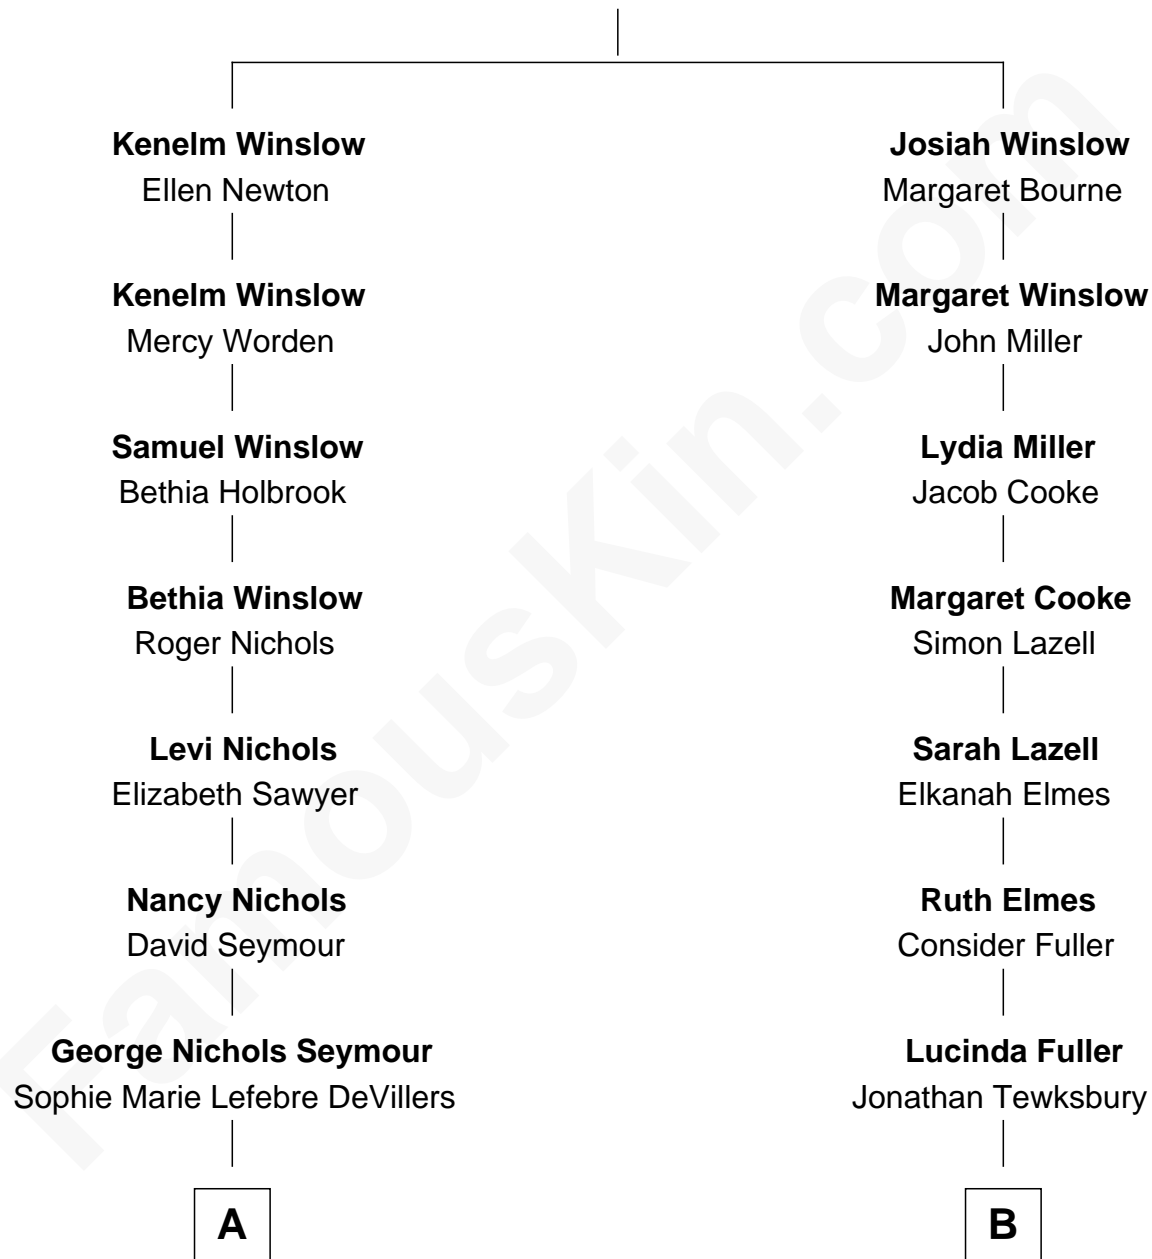 Kenelm Winslow
Ellen Newton
Josiah Winslow
Margaret Bourne
Kenelm Winslow
Mercy Worden
Margaret Winslow
John Miller
Samuel Winslow
Bethia Holbrook
Lydia Miller
Jacob Cooke
Bethia Winslow
Roger Nichols
Margaret Cooke
Simon Lazell
Levi Nichols
Elizabeth Sawyer
Sarah Lazell
Elkanah Elmes
Nancy Nichols
David Seymour
Ruth Elmes
Consider Fuller
George Nichols Seymour
Sophie Marie Lefebre DeVillers
Lucinda Fuller
Jonathan Tewksbury
A
B
FamousKin.com